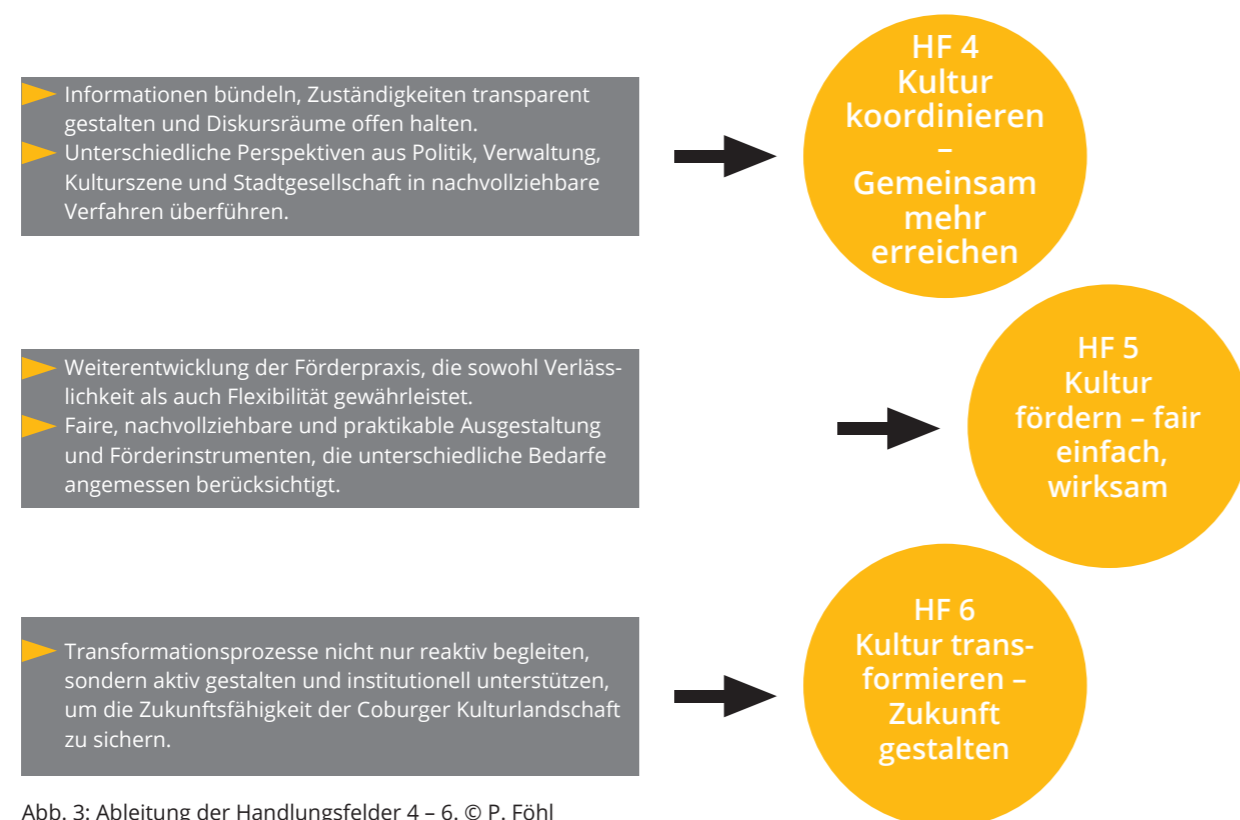 Informationen bündeln, Zuständigkeiten transparent
gestalten und Diskursräume offen halten.
Unterschiedliche Perspektiven aus Politik, Verwaltung,
Kulturszene und Stadtgesellschaft in nachvollziehbare
Verfahren überführen.
HF 4
Kultur
koordinieren
–
Gemeinsam
mehr
erreichen
Weiterentwicklung der Förderpraxis, die sowohl Verläss-
lichkeit als auch Flexibilität gewährleistet.
Faire, nachvollziehbare und praktikable Ausgestaltung
und Förderinstrumenten, die unterschiedliche Bedarfe
angemessen berücksichtigt.
HF 5
Kultur
fördern – fair
einfach,
wirksam
Transformationsprozesse nicht nur reaktiv begleiten,
sondern aktiv gestalten und institutionell unterstützen,
um die Zukunftsfähigkeit der Coburger Kulturlandschaft
zu sichern.
HF 6
Kultur trans-
formieren –
Zukunft
gestalten
Abb. 3: Ableitung der Handlungsfelder 4 – 6. © P. Föhl